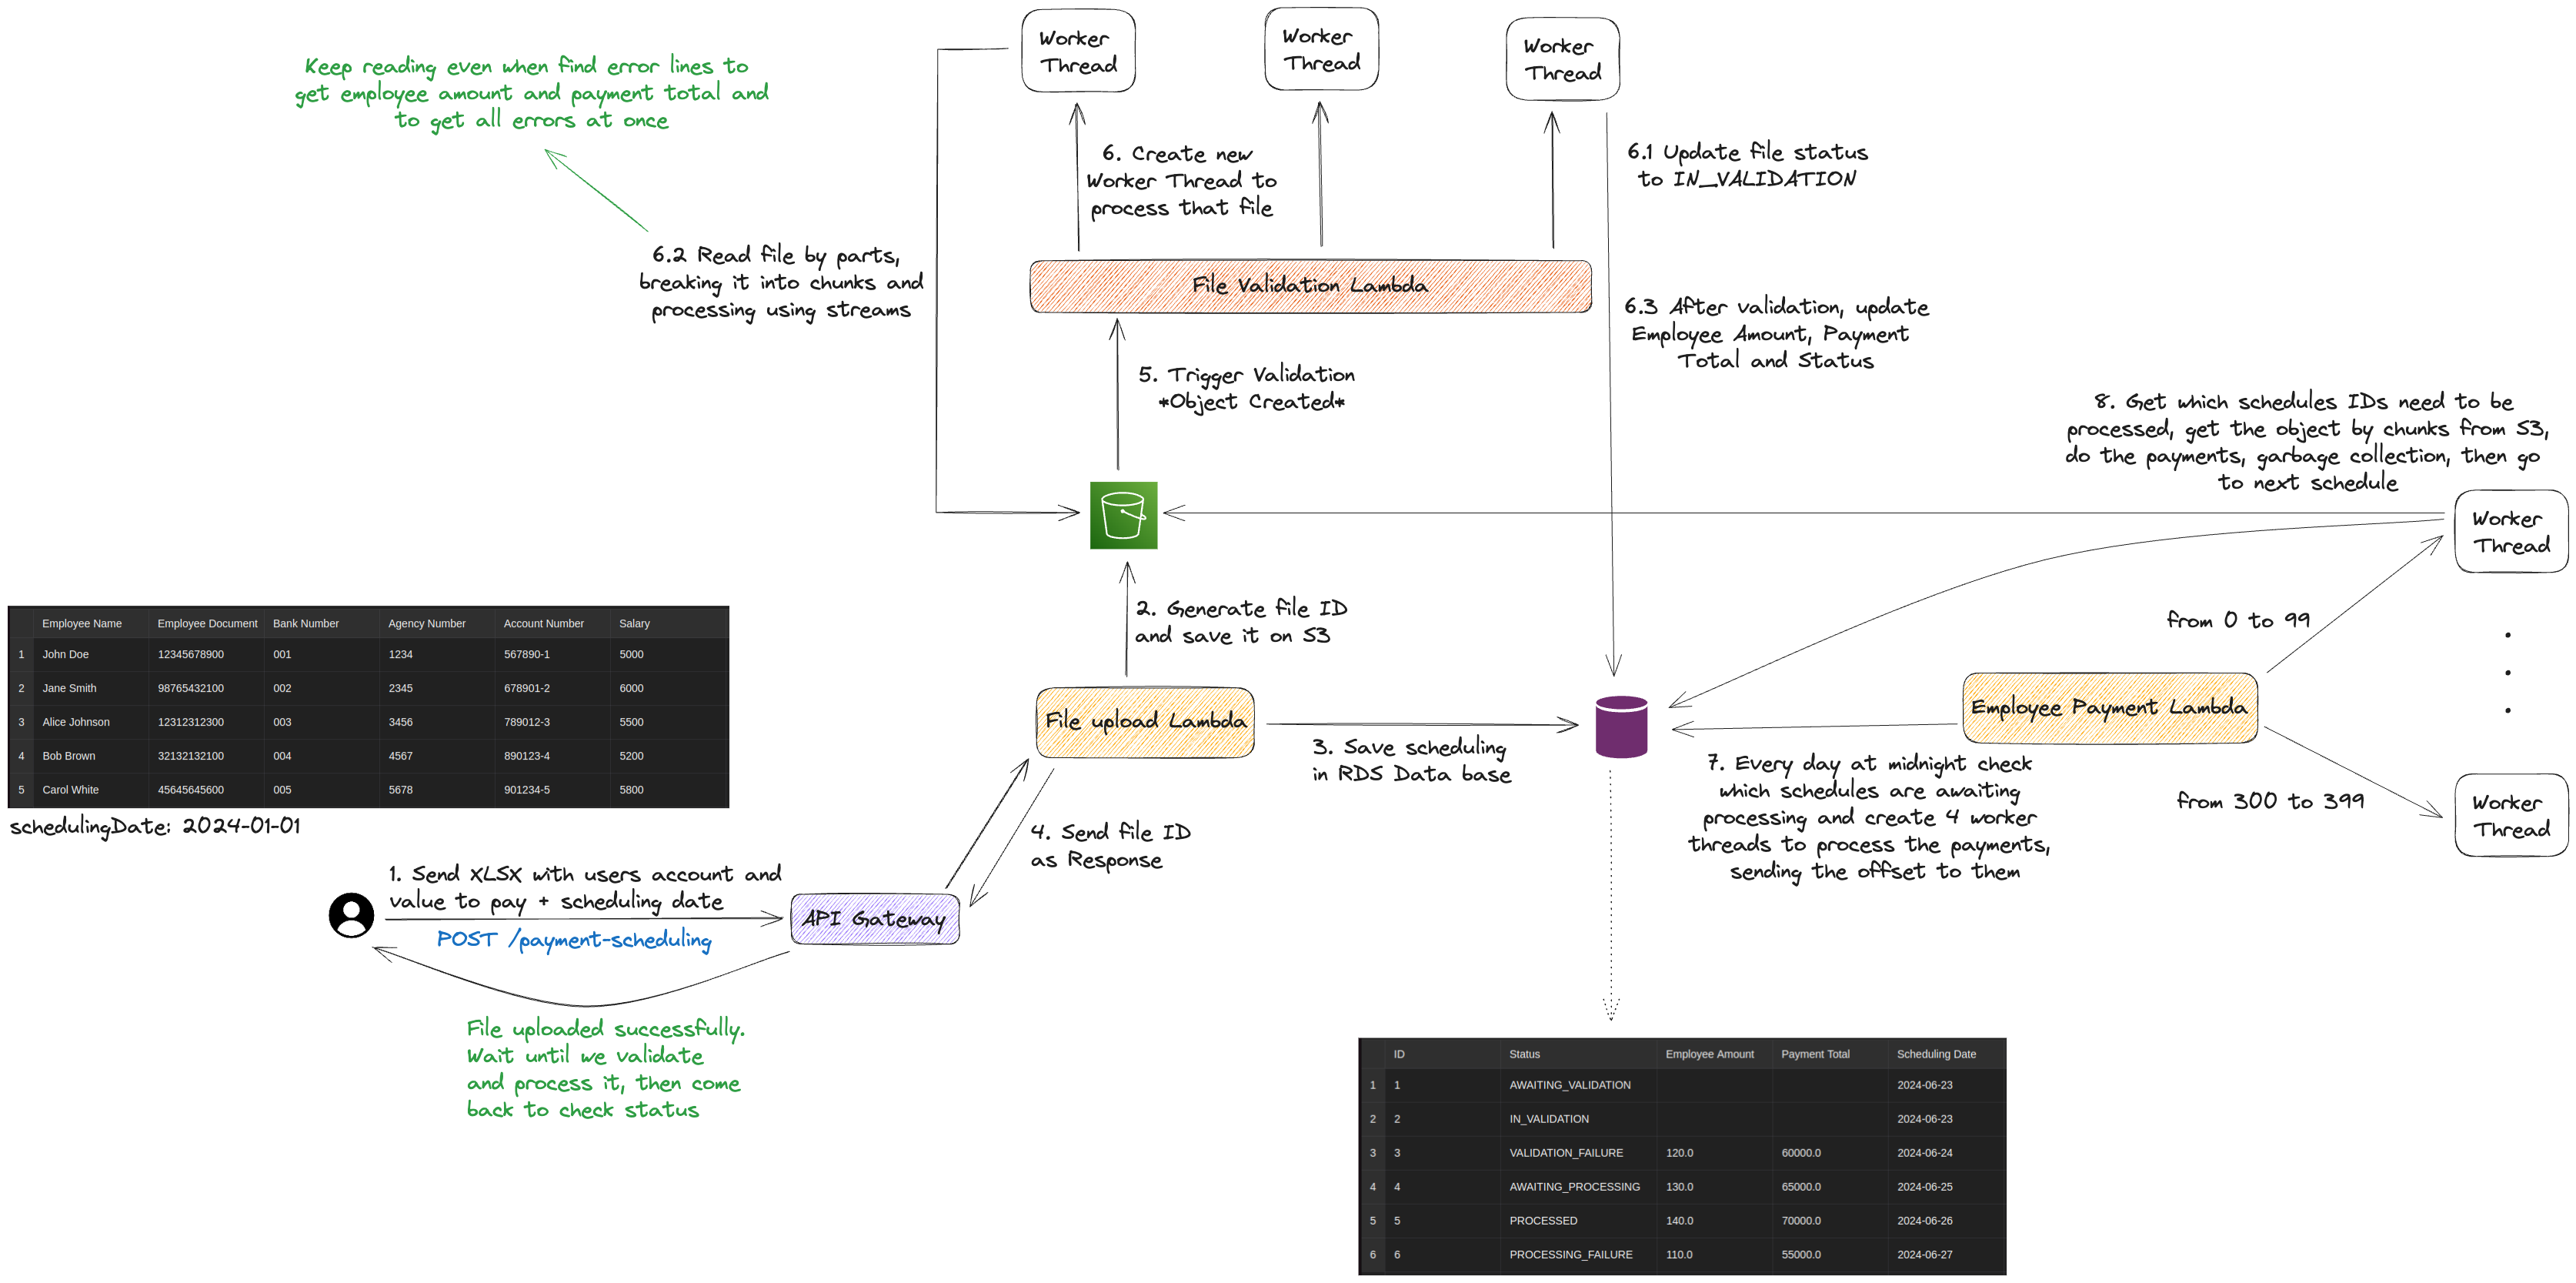 Worker
Thread
Worker
Thread
Worker
Thread
Keep reading even when find error lines to
get employee amount and payment total and
to get all errors at once
6. Create new
Worker Thread to
process that file
6.1 Update file status
to IN_VALIDATION
6.2 Read file by parts,
breaking it into chunks and
processing using streams
File Validation Lambda
6.3 After validation, update
Employee Amount, Payment
Total and Status
5. Trigger Validation
*Object Created*
8. Get which schedules IDs need to be
processed, get the object by chunks from S3,
do the payments, garbage collection, then go
to next schedule
Worker
Thread
2. Generate file ID
and save it on S3
from 0 to 99
Employee Name Employee Document Bank Number Agency Number Account Number Salary
1 John Doe 12345678900 001 1234 567890-1 5000
2 Jane Smith 98765432100 002 2345 678901-2 6000
3 Alice Johnson 12312312300 003 3456 789012-3 5500
4 Bob Brown 32132132100 004 4567 890123-4 5200
5 Carol White 45645645600 005 5678 901234-5 5800
schedulingDate: 2024-01-01
File upload Lambda
3. Save scheduling
in RDS Data base
Employee Payment Lambda
7. Every day at midnight check
which schedules are awaiting
processing and create 4 worker
threads to process the payments,
sending the offset to them
from 300 to 399
Worker
Thread
4. Send file ID
as Response
1. Send XLSX with users account and
value to pay + scheduling date
POST /payment-scheduling
API Gateway
File uploaded successfully.
Wait until we validate
and process it, then come
back to check status
ID Status Employee Amount Payment Total Scheduling Date
1 1 AWAITING_VALIDATION 2024-06-23
2 2 IN_VALIDATION 2024-06-23
3 3 VALIDATION_FAILURE 120.0 60000.0 2024-06-24
4 4 AWAITING_PROCESSING 130.0 65000.0 2024-06-25
5 5 PROCESSED 140.0 70000.0 2024-06-26
6 6 PROCESSING_FAILURE 110.0 55000.0 2024-06-27